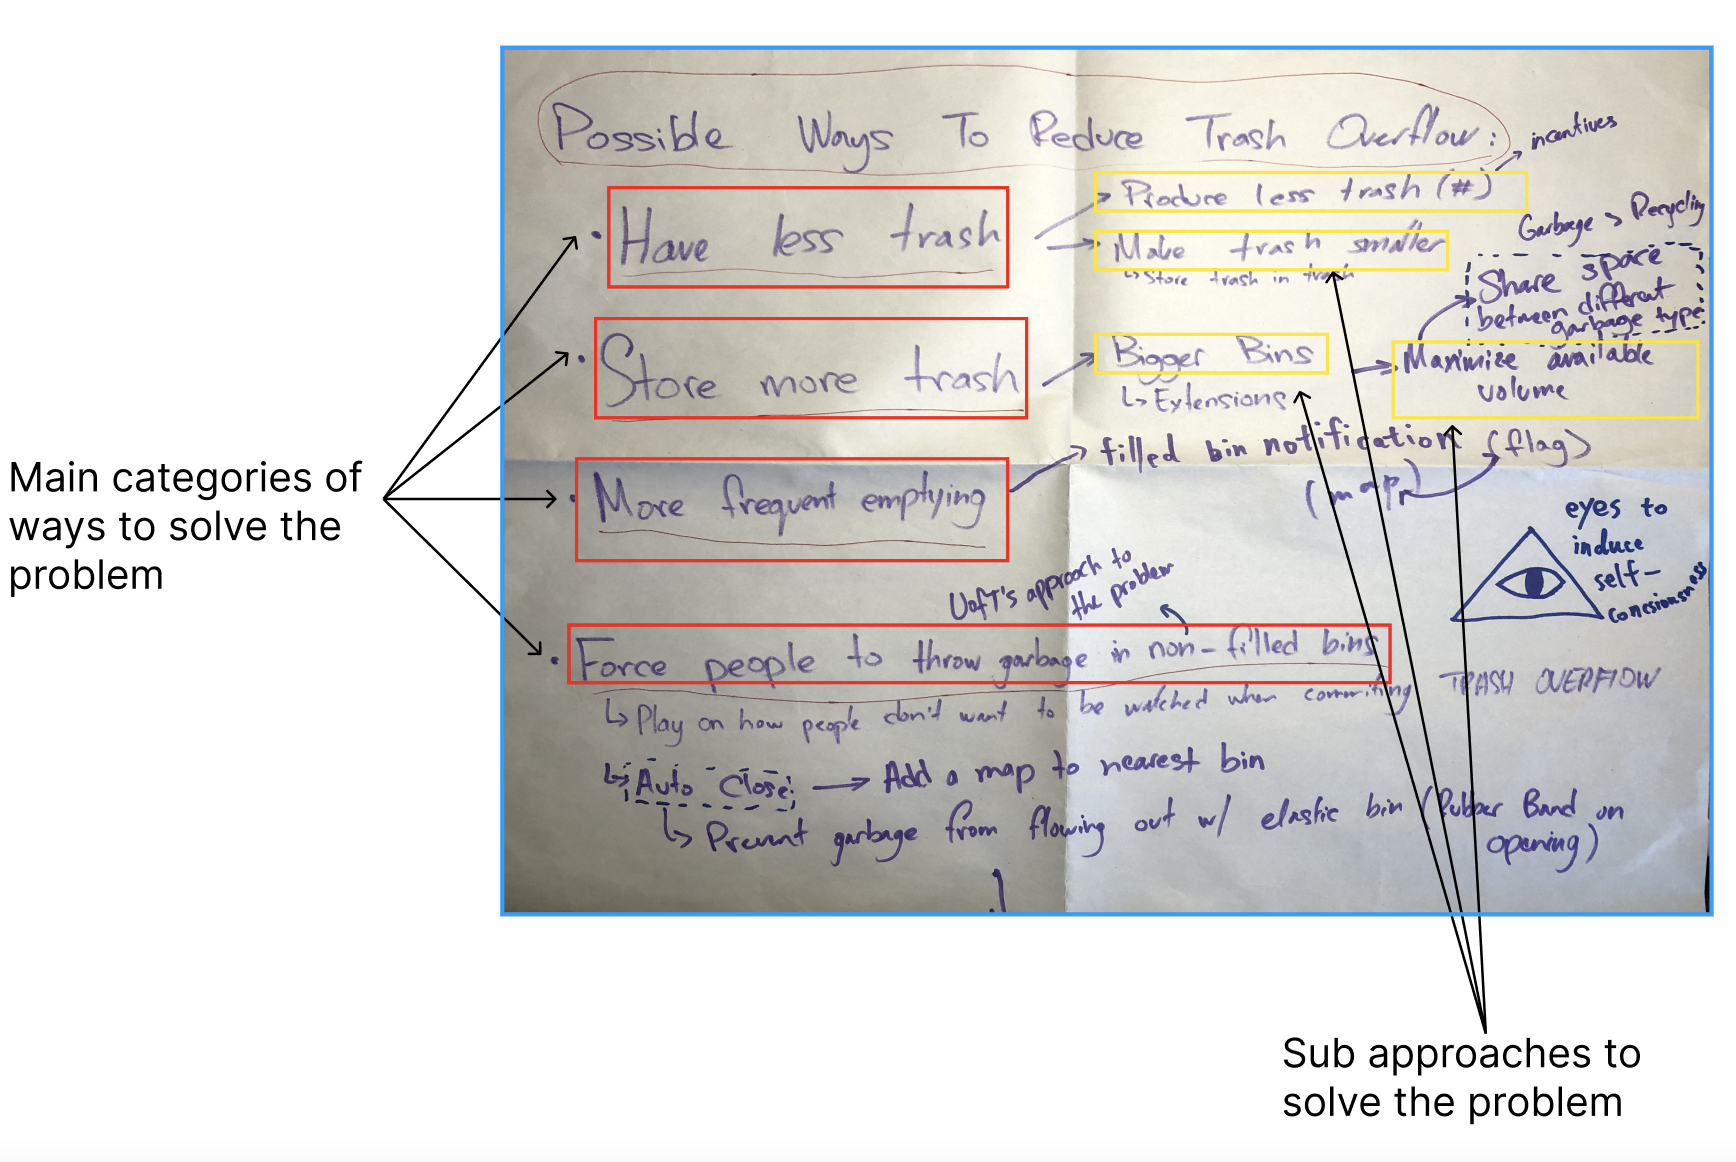 Possible Ways To Reduce Trash Overflow:
incentives
• Have less trash
→ Produce less trash (#)
→ Make trash smaller
↳ Store trash in trash
Garbage > Recycling
Share space
between different
garbage type
• Store more trash
→ Bigger Bins
↳ Extensions
→ Maximize available
volume
• More frequent emptying
→ filled bin notification (flag)
(map)
eyes to
induce
self-
conciousness
UofT's approach to
the problem
• Force people to throw garbage in non-filled bins
↳ Play on how people don't want to be watched when commiting
TRASH OVERFLOW
↳ Auto Close → Add a map to nearest bin
↳ Prevent garbage from flowing out w/ elastic bin (Rubber Band on
opening)
Main categories of
ways to solve the
problem
Sub approaches to
solve the problem